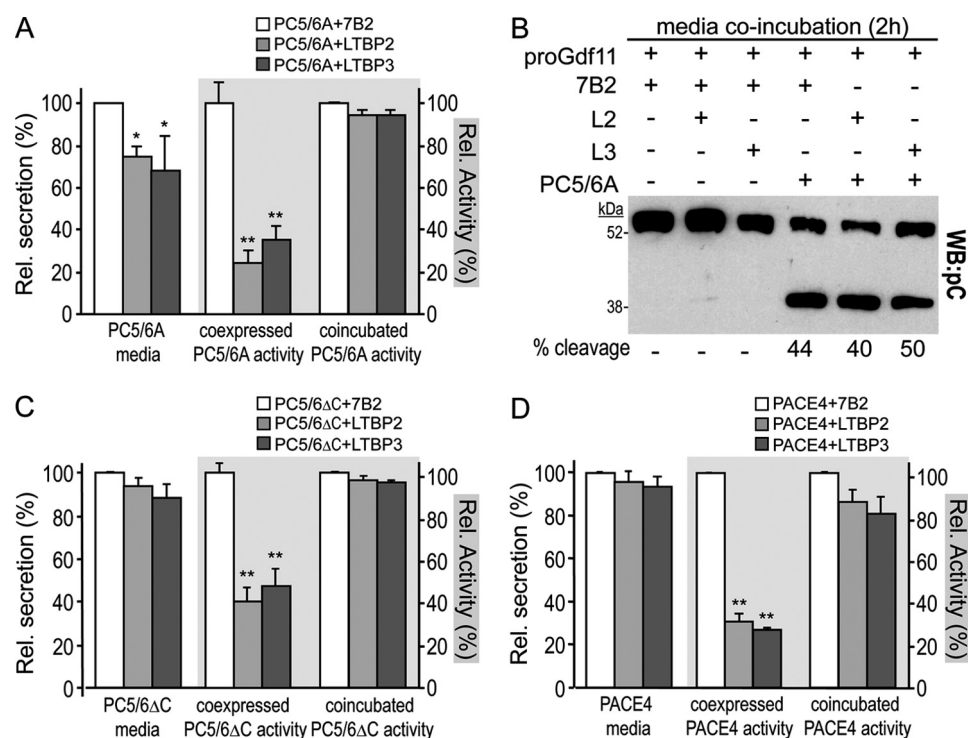 A
PC5/6A+7B2
PC5/6A+LTBP2
PC5/6A+LTBP3
Rel. secretion (%)
100
80
60
40
20
0
* *
** **
100
80
60
40
20
0
Rel. Activity (%)
PC5/6A media
coexpressed PC5/6A activity
coincubated PC5/6A activity
B
media co-incubation (2h)
proGdf11 + + + + + +
7B2 + + + + - -
L2 - + - - + -
L3 - - + - - +
PC5/6A - - - + + +
kDa
52-
38-
WB:pC
% cleavage - - - 44 40 50
C
PC5/6ΔC+7B2
PC5/6ΔC+LTBP2
PC5/6ΔC+LTBP3
Rel. secretion (%)
100
80
60
40
20
0
** **
100
80
60
40
20
0
Rel. Activity (%)
PC5/6ΔC media
coexpressed PC5/6ΔC activity
coincubated PC5/6ΔC activity
D
PACE4+7B2
PACE4+LTBP2
PACE4+LTBP3
Rel. secretion (%)
100
80
60
40
20
0
** **
100
80
60
40
20
0
Rel. Activity (%)
PACE4 media
coexpressed PACE4 activity
coincubated PACE4 activity